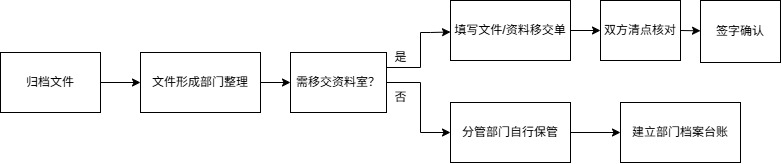 归档文件
文件形成部门整理
需移交资料室?
是
否
填写文件/资料移交单
双方清点核对
签字确认
分管部门自行保管
建立部门档案台账